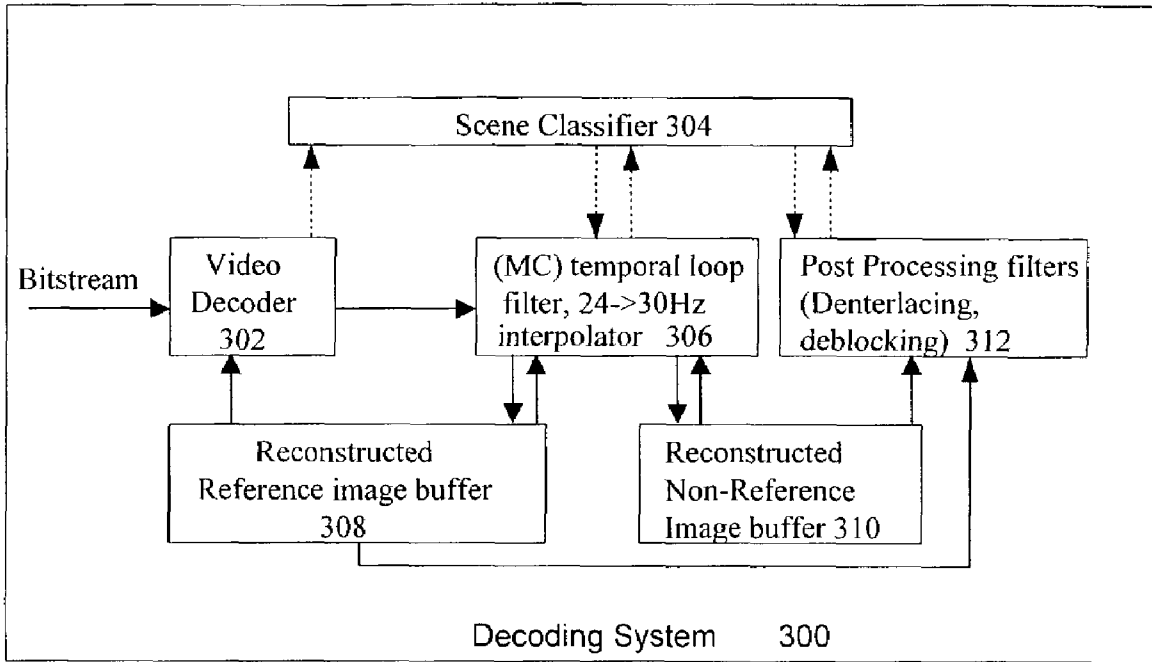 Scene Classifier 304
Bitstream
Video
Decoder
302
(MC) temporal loop
filter, 24->30Hz
interpolator 306
Post Processing filters
(Denterlacing,
deblocking) 312
Reconstructed
Reference image buffer
308
Reconstructed
Non-Reference
Image buffer 310
Decoding System 300